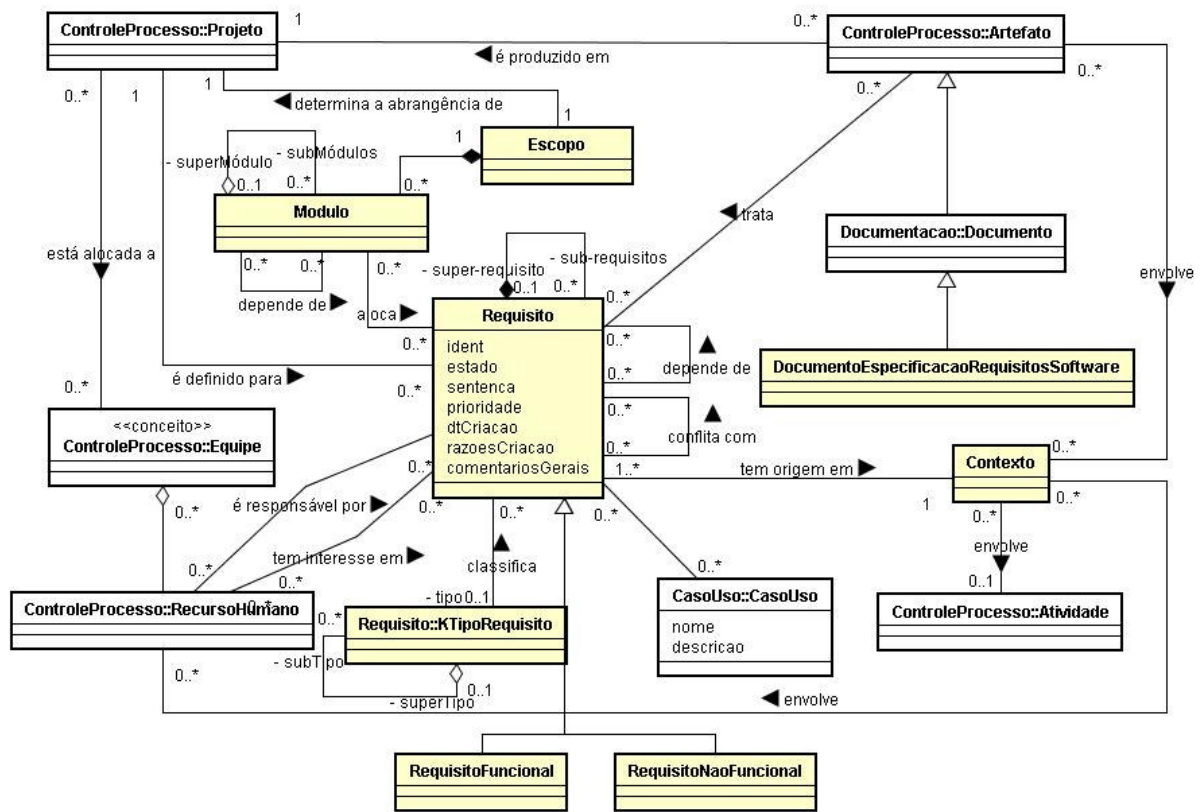 ControleProcesso::Projeto
1
0..*
ControleProcesso::Artefato
◀ é produzido em
0..*
1
1
◀ determina a abrangência de
0..*
0..*
1
1
Escopo
- superMódulo
- subMódulos
0..1
0..*
0..*
Modulo
◀ trata
Documentacao::Documento
está alocada a
0..*
0..*
0..*
- super-requisito
- sub-requisitos
envolve
depende de ▶
0..1
0..*
0..*
aloca ▶
Requisito
0..*
ident
estado
sentenca
prioridade
dtCriacao
razoesCriacao
comentariosGerais
0..*
0..*
depende de
DocumentoEspecificacaoRequisitosSoftware
é definido para ▶
0..*
0..*
0..*
0..*
conflita com
<<conceito>>
ControleProcesso::Equipe
0..*
1..*
tem origem em ▶
Contexto
0..*
0..*
1
0..*
0..*
é responsável por ▶
0..*
0..*
0..*
tem interesse em ▶
classifica
envolve
0..*
0..*
0..*
0..1
ControleProcesso::RecursoHumano
- tipo
0..1
0..*
Requisito::KTipoRequisito
CasoUso::CasoUso
nome
descricao
ControleProcesso::Atividade
- subTipo
0..*
0..1
- superTipo
◀ envolve
RequisitoFuncional
RequisitoNaoFuncional